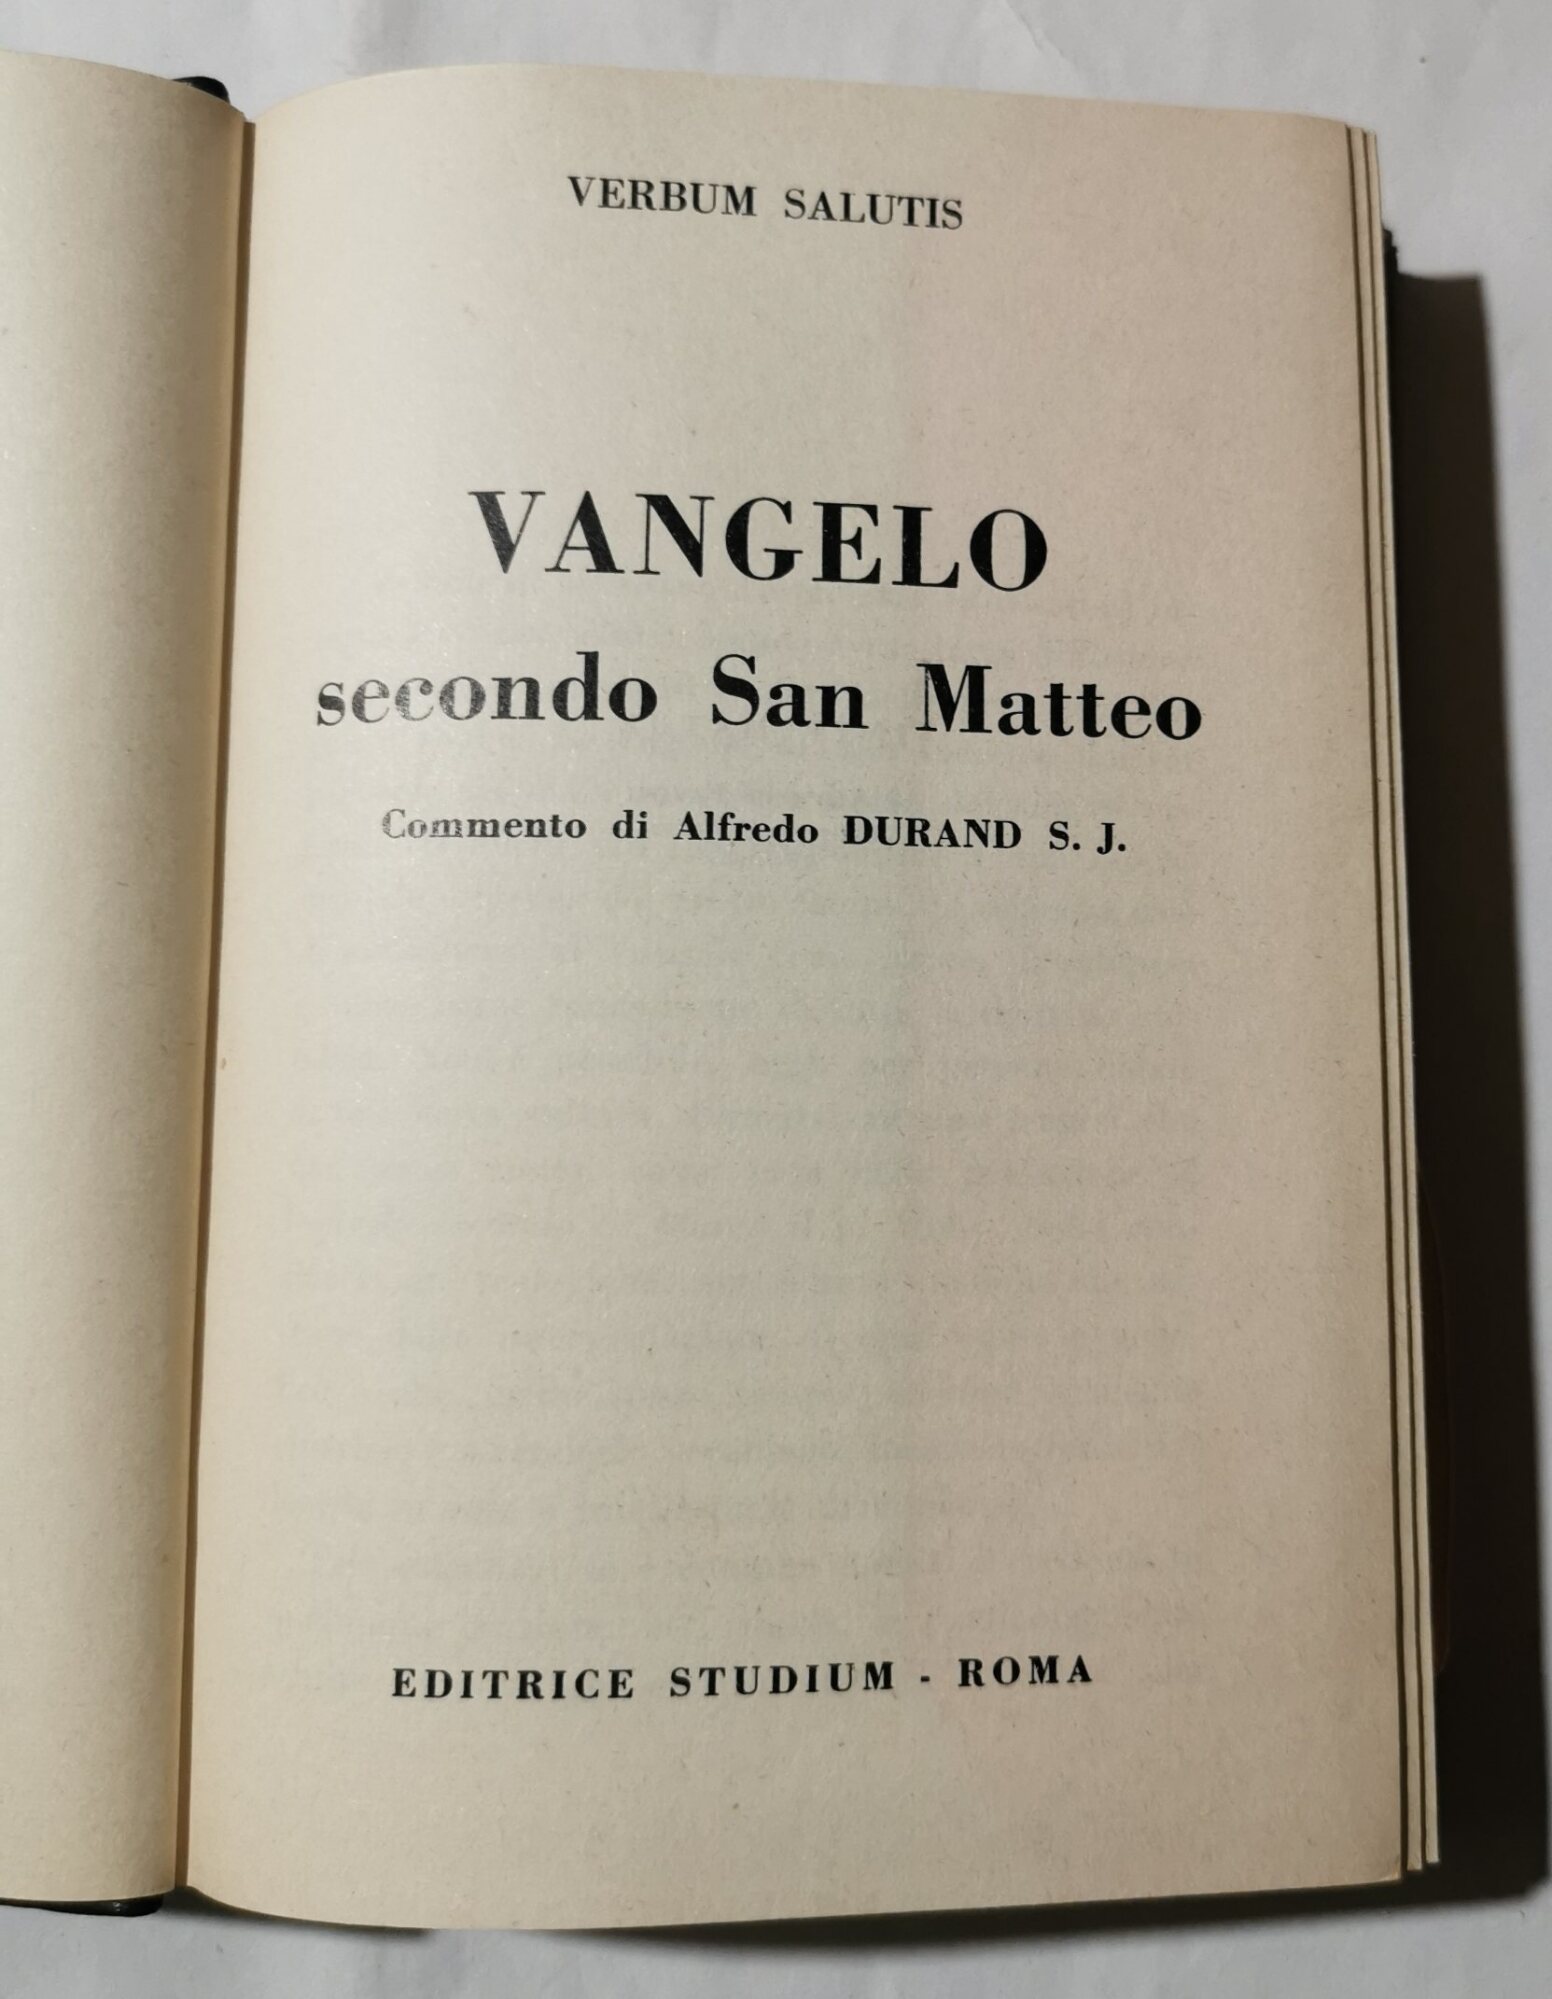 VERBUM SALUTIS
VANGELO
secondo San Matteo
Commento di Alfredo DURAND S. J.
EDITRICE STUDIUM - ROMA